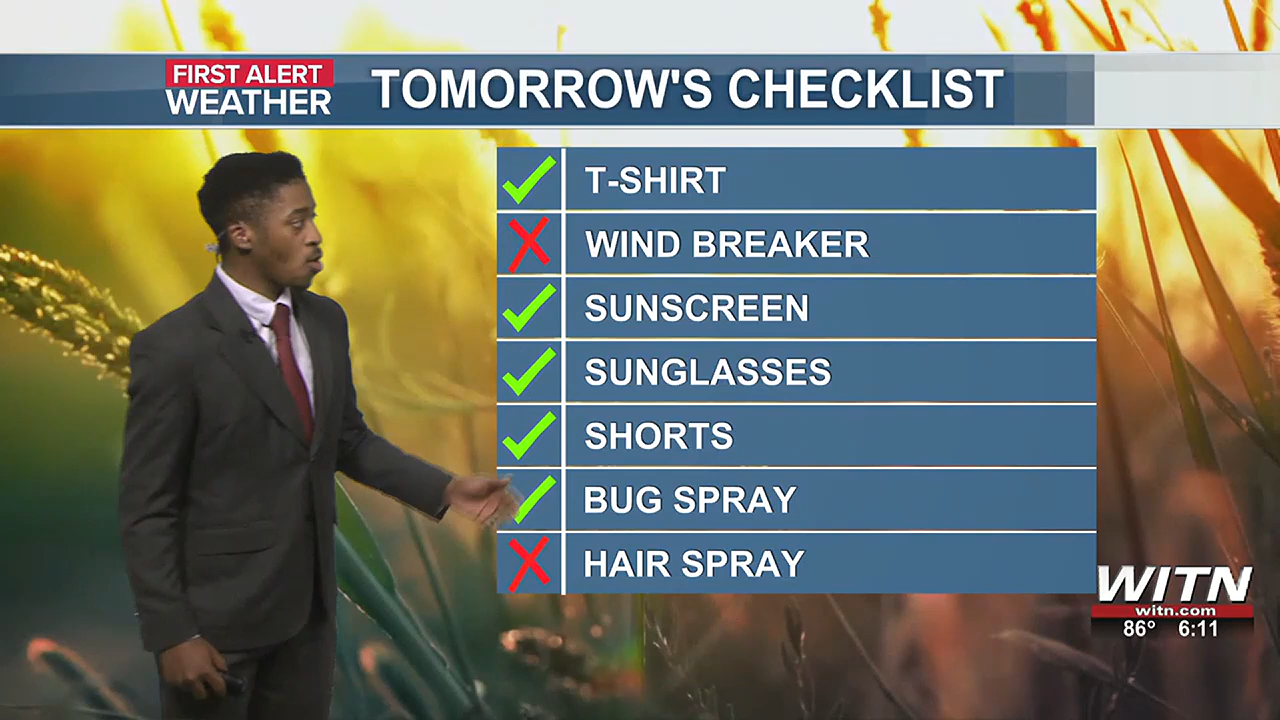 FIRST ALERT
WEATHER
TOMORROW'S CHECKLIST
T-SHIRT
WIND BREAKER
SUNSCREEN
SUNGLASSES
SHORTS
BUG SPRAY
HAIR SPRAY
WITN
witn.com
86° 6:11